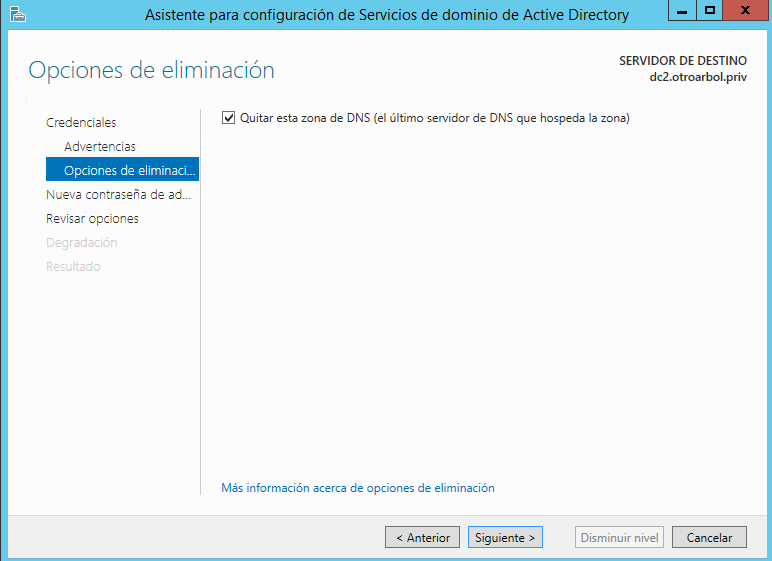 Asistente para configuración de Servicios de dominio de Active Directory
Opciones de eliminación
SERVIDOR DE DESTINO
dc2.otroarbol.priv
Credenciales
Advertencias
Opciones de eliminaci...
Nueva contraseña de ad...
Revisar opciones
Degradación
Resultado
Quitar esta zona de DNS (el último servidor de DNS que hospeda la zona)
Más información acerca de opciones de eliminación
< Anterior
Siguiente >
Disminuir nivel
Cancelar